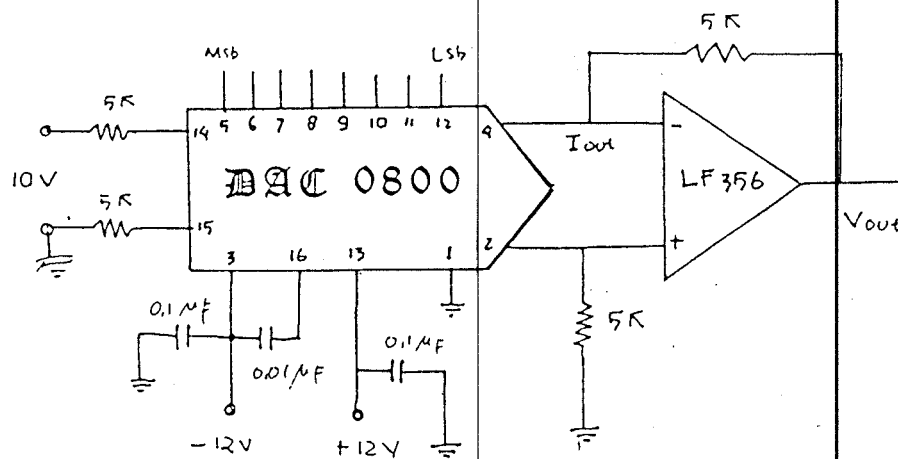 5K
Msb
Lsb
5K
5 6 7 8 9 10 11 12
14
4
Iout
-
10V
DAC 0800
LF356
5K
15
3 16 13 1
2
+
Vout
0.1µF
0.01µF
0.1µF
5K
-12V
+12V